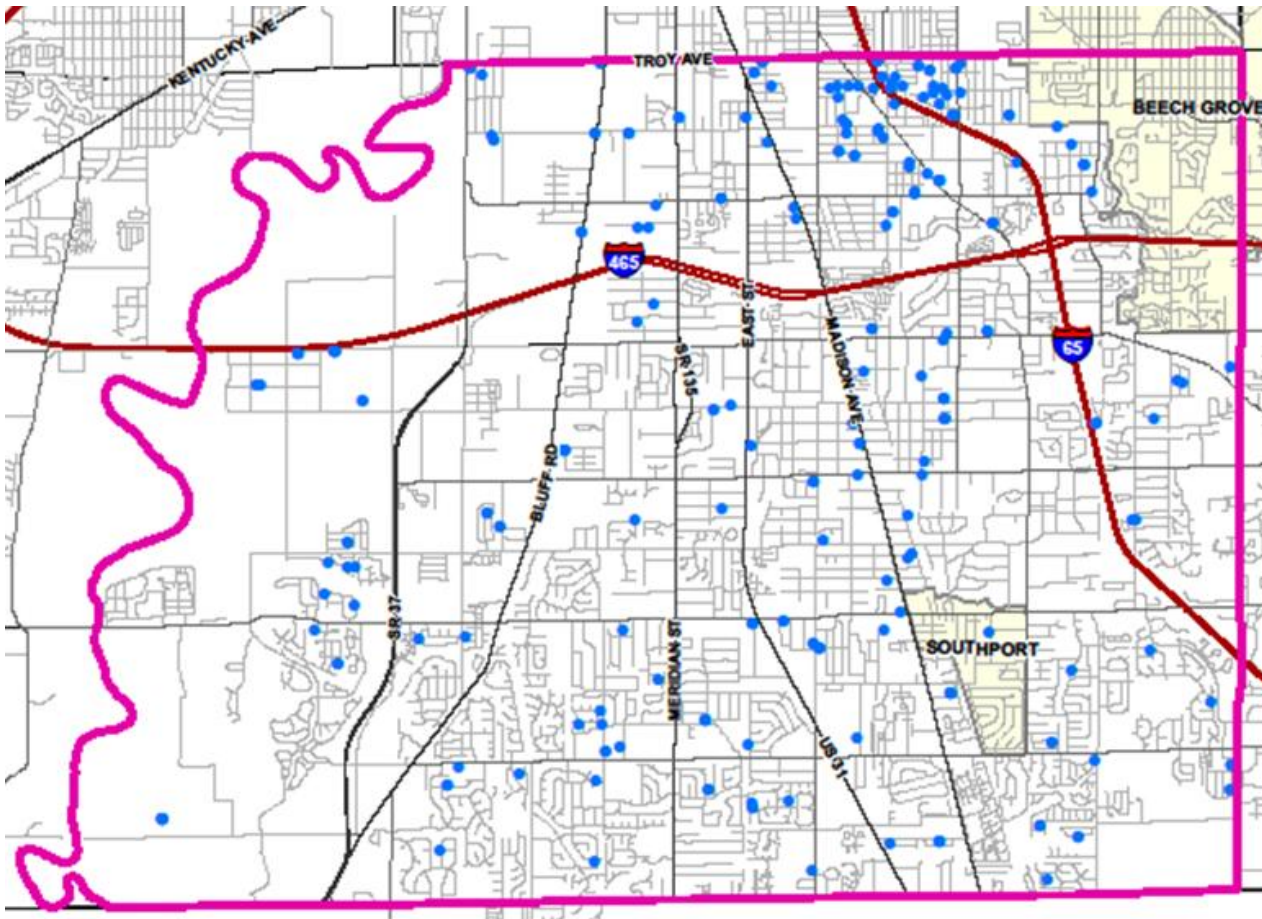 KENTUCKY AVE
TROY AVE
BEECH GROVE
465
EAST ST
MADISON AVE
SR 135
65
BLUFF RD
SR 37
MERIDIAN ST
SOUTHPORT
US 31